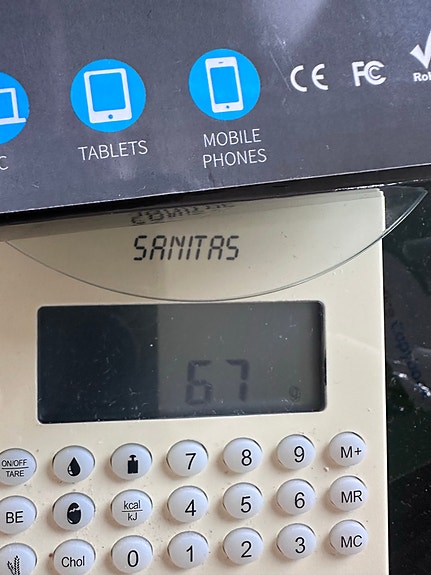 C
TABLETS
MOBILE
PHONES
CE
FC
RoH
SANITAS
67 g
ON/OFF
TARE
7
8
9
M+
BE
kcal
kJ
4
5
6
MR
Chol
0
1
2
3
MC